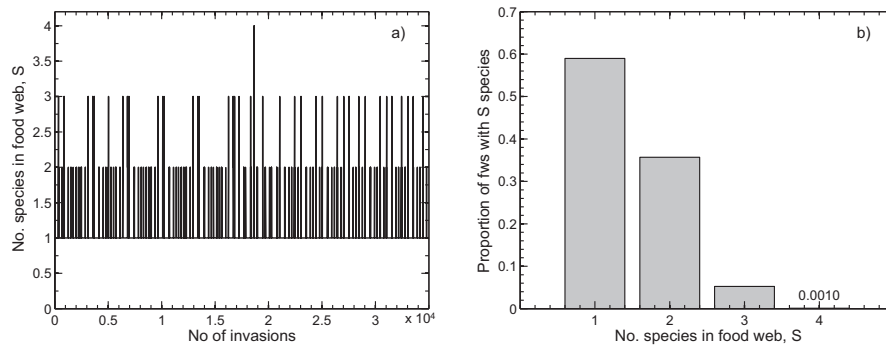 a)
No. species in food web, S
4
3.5
3
2.5
2
1.5
1
0.5
0
0 0.5 1 1.5 2 2.5 3 x 10⁴
No of invasions
b)
Proportion of fws with S species
0.7
0.6
0.5
0.4
0.3
0.2
0.1
0
0.0010
1 2 3 4
No. species in food web, S